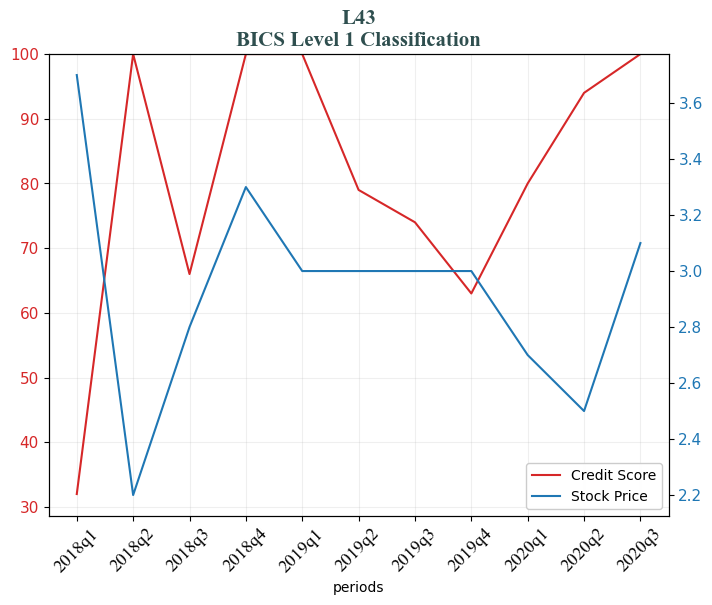 L43
BICS Level 1 Classification
100
90
80
70
60
50
40
30
3.6
3.4
3.2
3.0
2.8
2.6
2.4
2.2
Credit Score
Stock Price
2018q1
2018q2
2018q3
2018q4
2019q1
2019q2
2019q3
2019q4
2020q1
2020q2
2020q3
periods